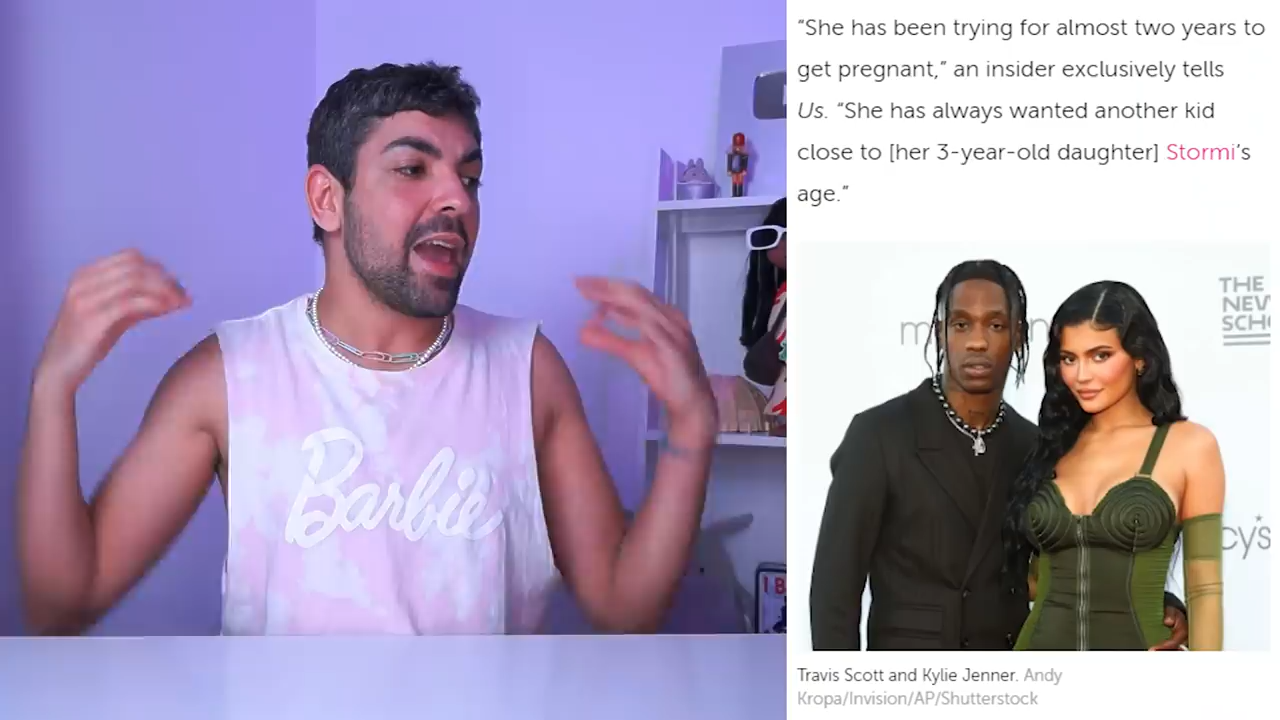 “She has been trying for almost two years to
get pregnant,” an insider exclusively tells
Us. “She has always wanted another kid
close to [her 3-year-old daughter] Stormi’s
age.”
Barbie
THE
NEW
SCHO
cy's
I B
Travis Scott and Kylie Jenner. Andy
Kropa/Invision/AP/Shutterstock